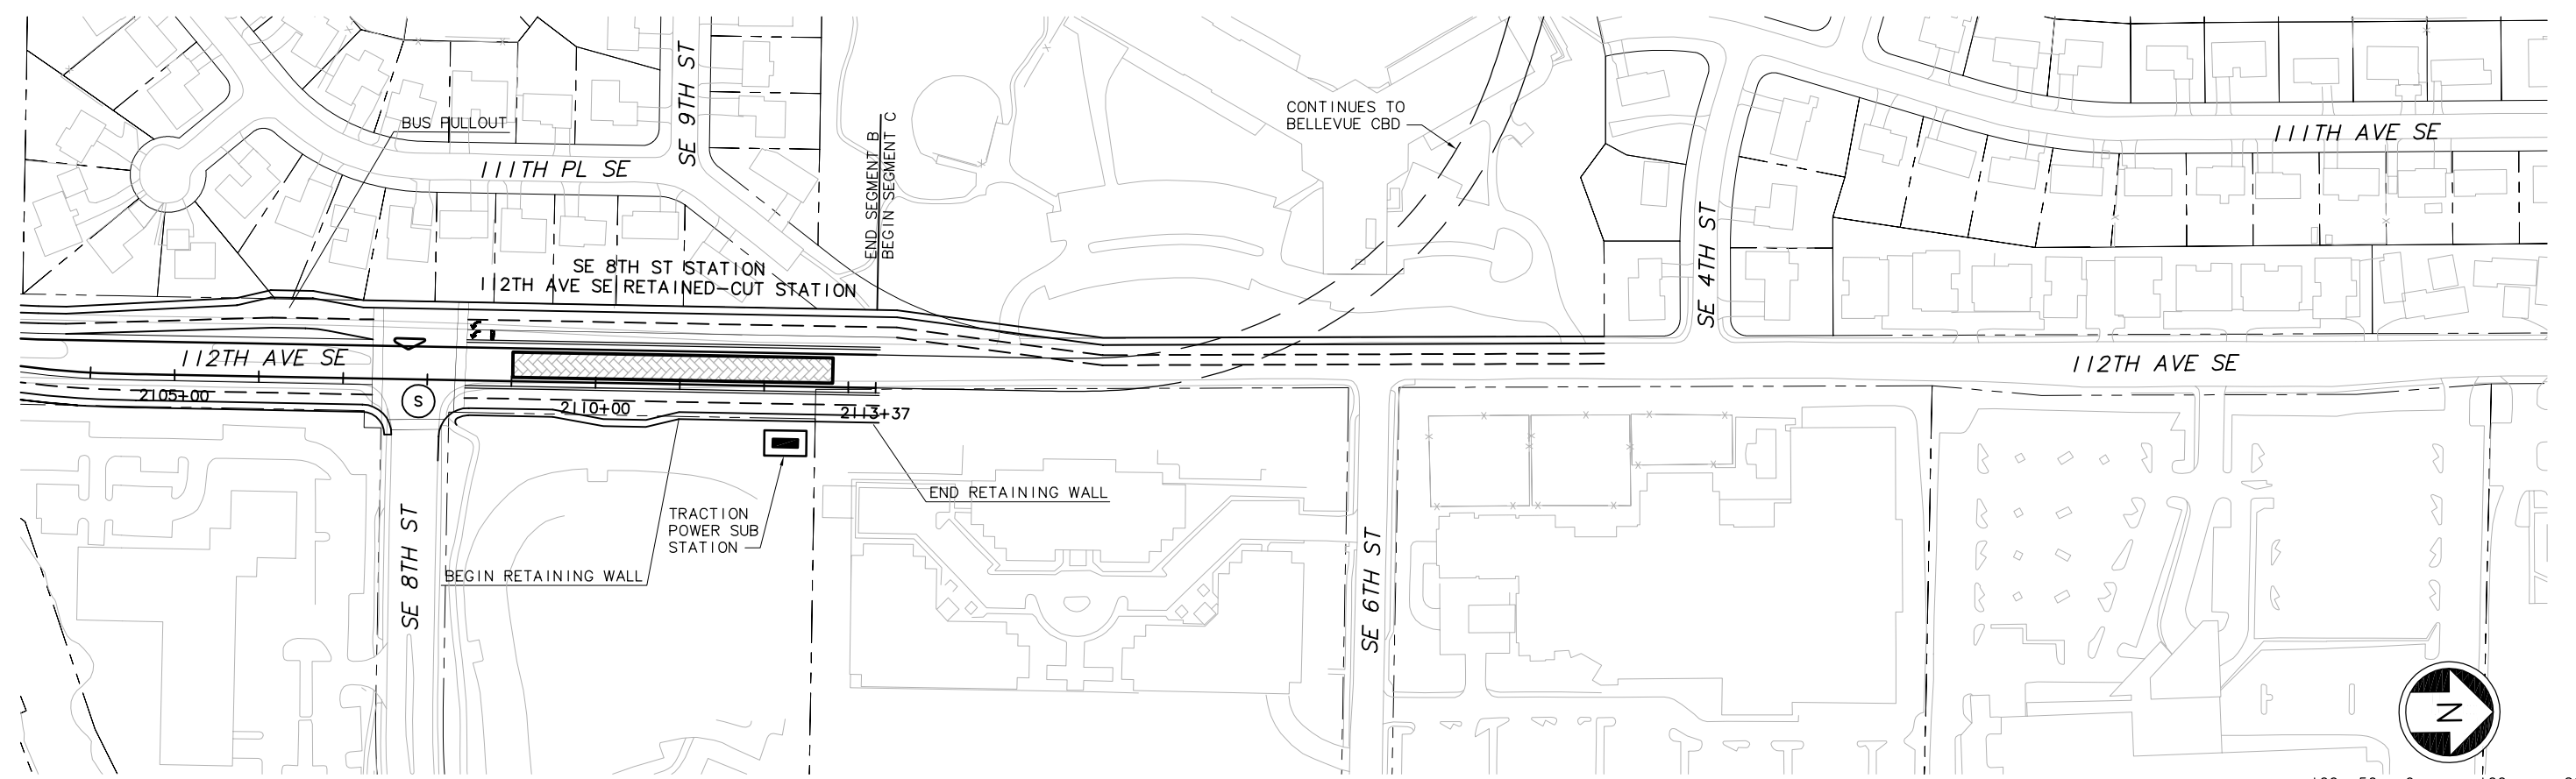 BUS PULLOUT
SE 9TH ST
111TH PL SE
END SEGMENT B
BEGIN SEGMENT C
CONTINUES TO
BELLEVUE CBD
111TH AVE SE
SE 4TH ST
SE 8TH ST STATION
112TH AVE SE RETAINED-CUT STATION
112TH AVE SE
112TH AVE SE
2105+00
S
2110+00
2113+37
END RETAINING WALL
TRACTION
POWER SUB
STATION
BEGIN RETAINING WALL
SE 8TH ST
SE 6TH ST
N